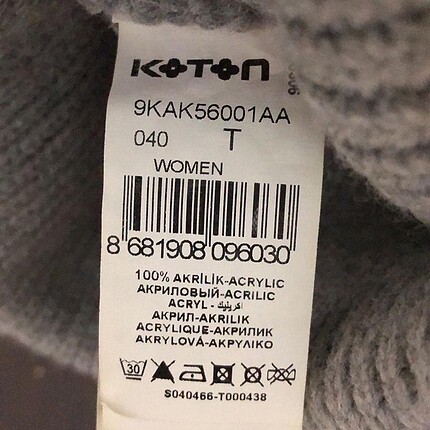 KOTON
9KAK56001AA
040 T
WOMEN
8 681908 096030
100% AKRİLİK-ACRYLIC
АКРИЛОВЫЙ-ACRILIC
ACRYL - اكريليك
АКРИЛ-AKRILIK
ACRYLIQUE-АКРИЛИК
AKRYLOVÁ-ΑΚΡΥΛΙΚΟ
30
S040466-T000438